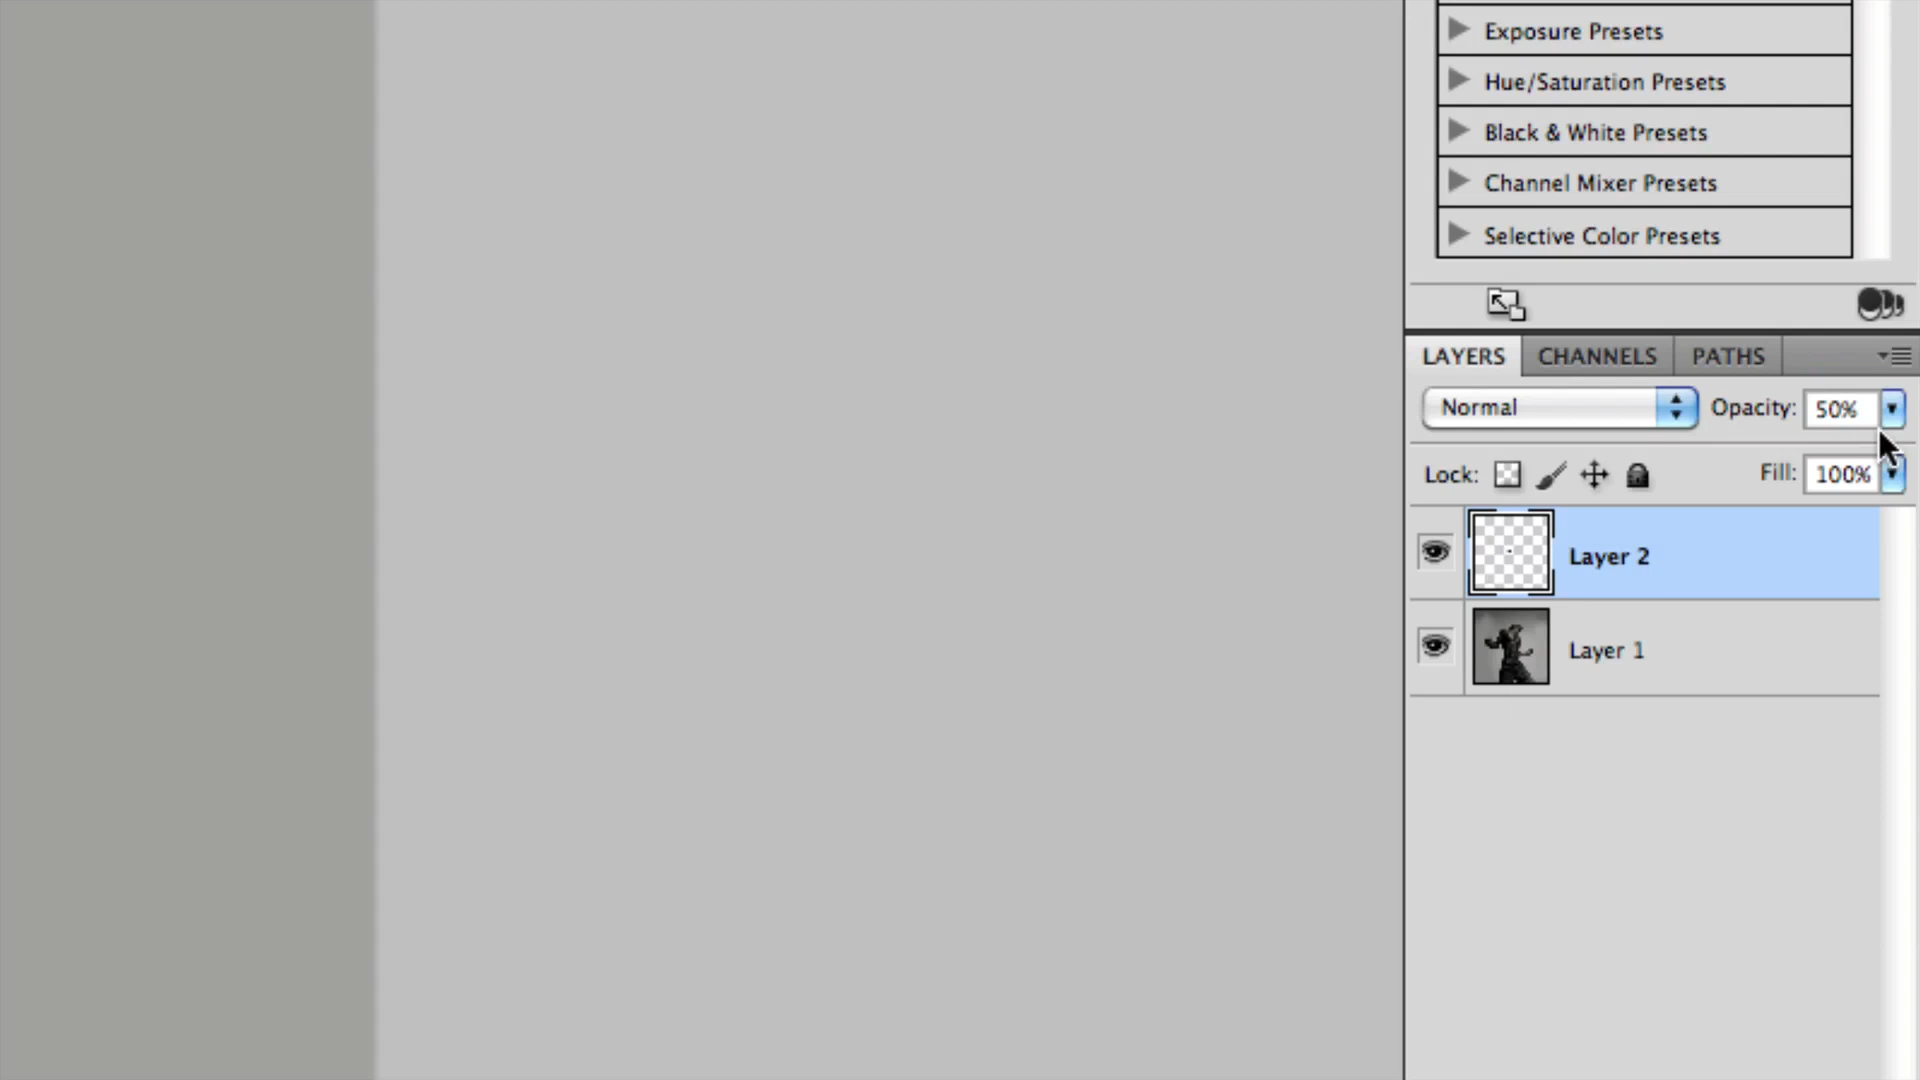 Exposure Presets
Hue/Saturation Presets
Black & White Presets
Channel Mixer Presets
Selective Color Presets
LAYERS CHANNELS PATHS
Normal Opacity: 50%
Lock: Fill: 100%
Layer 2
Layer 1